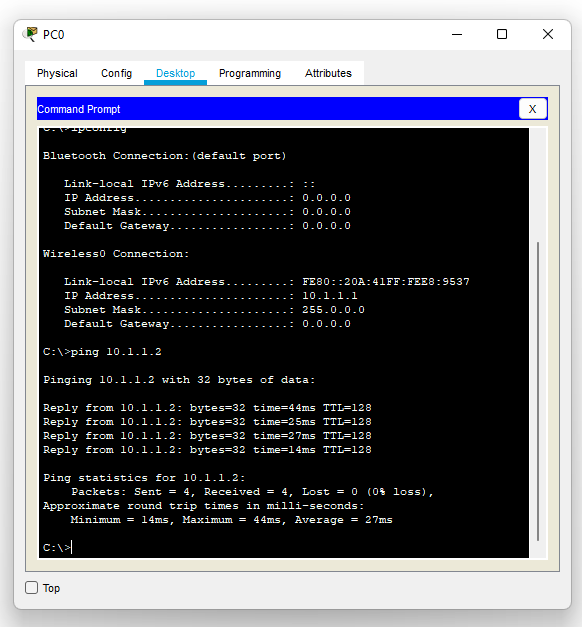 PC0
Physical Config Desktop Programming Attributes
Command Prompt X
C:\>ipconfig
Bluetooth Connection:(default port)
Link-local IPv6 Address.........: ::
IP Address......................: 0.0.0.0
Subnet Mask.....................: 0.0.0.0
Default Gateway.................: 0.0.0.0
Wireless0 Connection:
Link-local IPv6 Address.........: FE80::20A:41FF:FEE8:9537
IP Address......................: 10.1.1.1
Subnet Mask.....................: 255.0.0.0
Default Gateway.................: 0.0.0.0
C:\>ping 10.1.1.2
Pinging 10.1.1.2 with 32 bytes of data:
Reply from 10.1.1.2: bytes=32 time=44ms TTL=128
Reply from 10.1.1.2: bytes=32 time=25ms TTL=128
Reply from 10.1.1.2: bytes=32 time=27ms TTL=128
Reply from 10.1.1.2: bytes=32 time=14ms TTL=128
Ping statistics for 10.1.1.2:
Packets: Sent = 4, Received = 4, Lost = 0 (0% loss),
Approximate round trip times in milli-seconds:
Minimum = 14ms, Maximum = 44ms, Average = 27ms
C:\>
Top